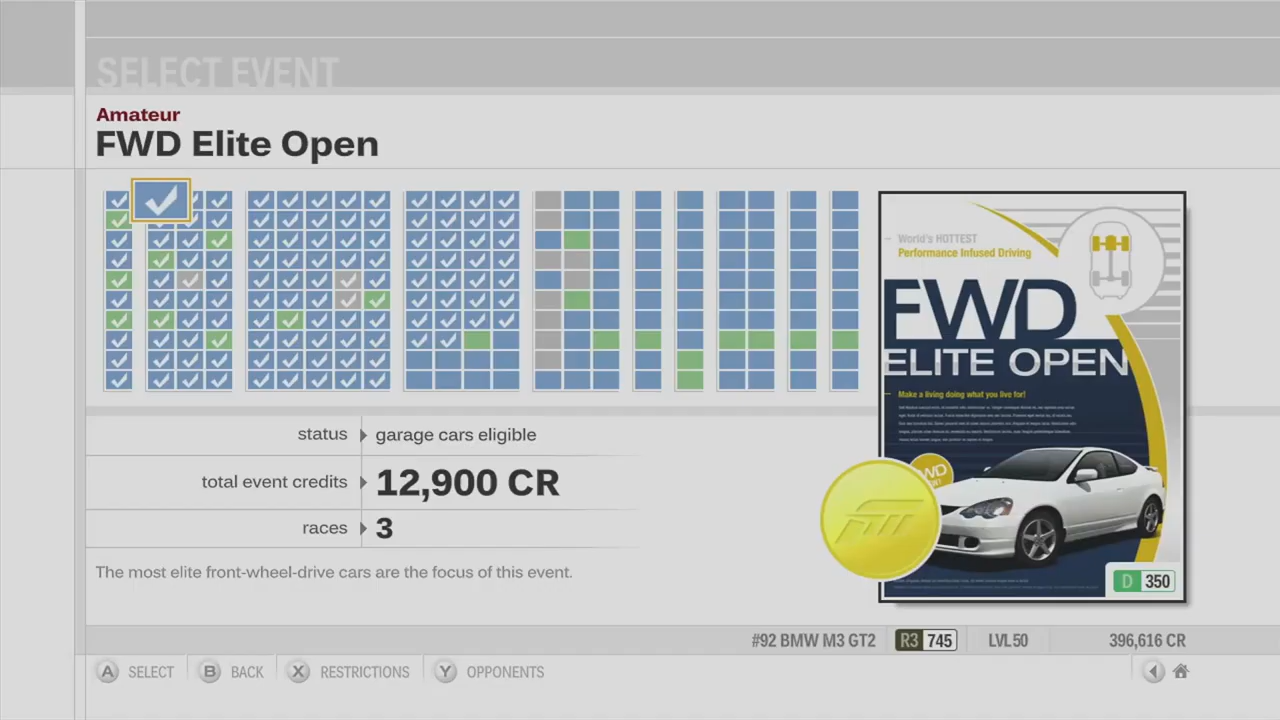 SELECT EVENT
Amateur
FWD Elite Open
World's HOTTEST
Performance Infused Driving
FWD
ELITE OPEN
Make a living doing what you live for!
FWD
D 350
status garage cars eligible
total event credits 12,900 CR
races 3
The most elite front-wheel-drive cars are the focus of this event.
#92 BMW M3 GT2 R3 745 LVL50 396,616 CR
A SELECT B BACK X RESTRICTIONS Y OPPONENTS